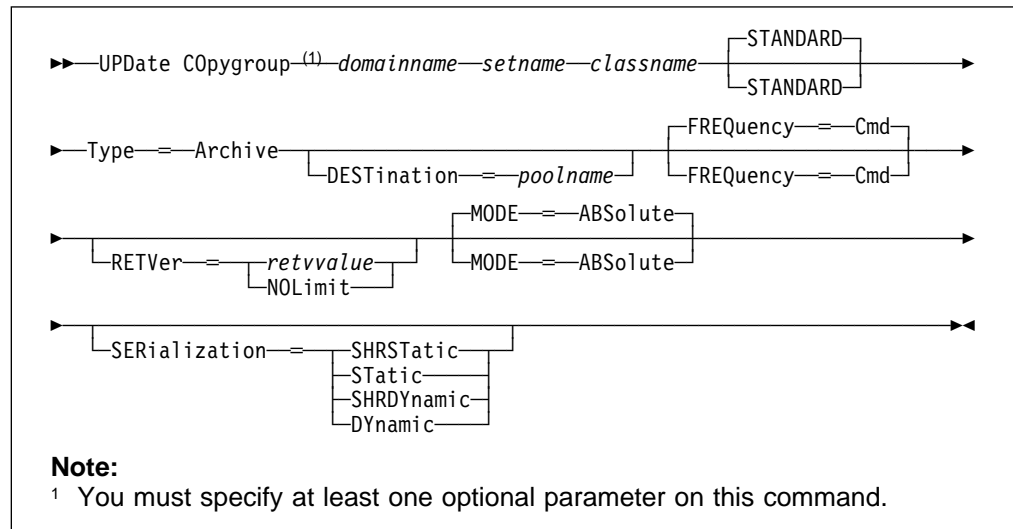 STANDARD
UPDate COpygroup (1) domainname setname classname
STANDARD
FREQuency = Cmd
Type = Archive
DESTination = poolname FREQuency = Cmd
MODE = ABSolute
RETVer = retvvalue MODE = ABSolute
NOLimit
SERialization = SHRSTatic
STatic
SHRDYnamic
DYnamic
Note:
1 You must specify at least one optional parameter on this command.